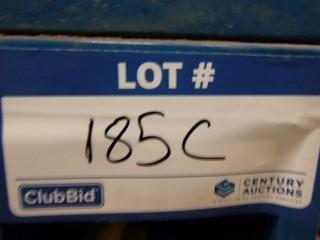 LOT #
185C
ClubBid
CENTURY
AUCTIONS